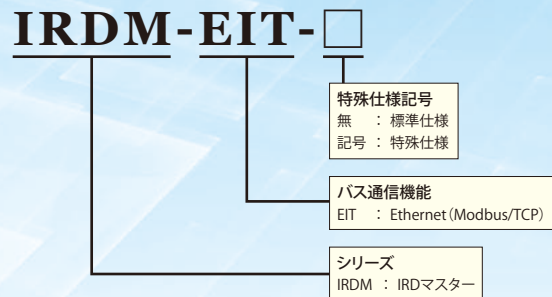 IRDM-EIT-□
特殊仕様記号
無 : 標準仕様
記号 : 特殊仕様
バス通信機能
EIT : Ethernet(Modbus/TCP)
シリーズ
IRDM : IRDマスター